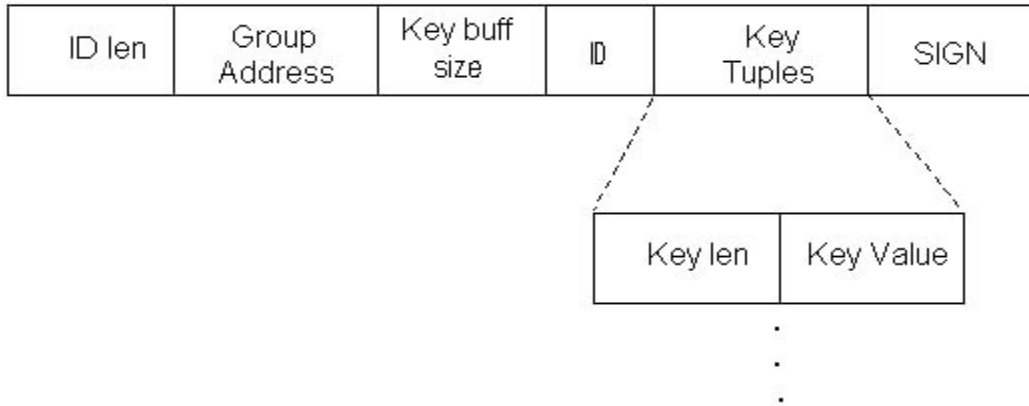 ID len
Group
Address
Key buff
size
ID
Key
Tuples
SIGN
Key len
Key Value